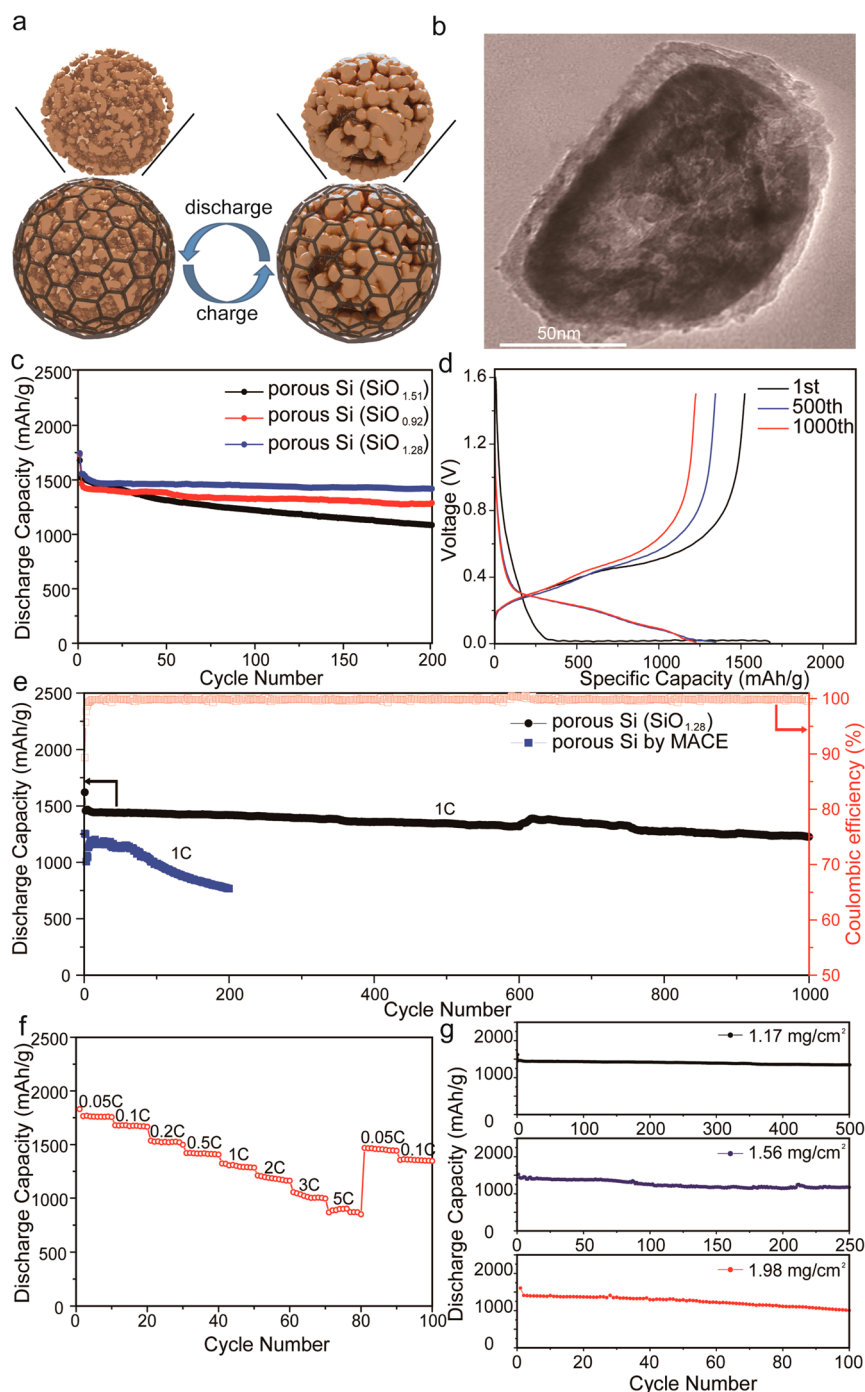 a
discharge
charge
b
50nm
c
Discharge Capacity (mAh/g)
2500
2000
1500
1000
500
0
porous Si (SiO1.51)
porous Si (SiO0.92)
porous Si (SiO1.28)
50
100
150
200
Cycle Number
d
Voltage (V)
1.6
1.2
0.8
0.4
0.0
1st
500th
1000th
0
500
1000
1500
2000
Specific Capacity (mAh/g)
e
Discharge Capacity (mAh/g)
2500
2000
1500
1000
500
0
porous Si (SiO1.28)
porous Si by MACE
1C
1C
0
200
400
600
800
1000
Cycle Number
100
90
80
70
60
50
Coulombic efficiency (%)
f
Discharge Capacity (mAh/g)
2500
2000
1500
1000
500
0
0.05C
0.1C
0.2C
0.5C
1C
2C
3C
5C
0.05C
0.1C
0
20
40
60
80
100
Cycle Number
g
Discharge Capacity (mAh/g)
2000
1000
0
1.17 mg/cm²
0
100
200
300
400
500
2000
1000
0
1.56 mg/cm²
0
50
100
150
200
250
2000
1000
0
1.98 mg/cm²
0
20
40
60
80
100
Cycle Number